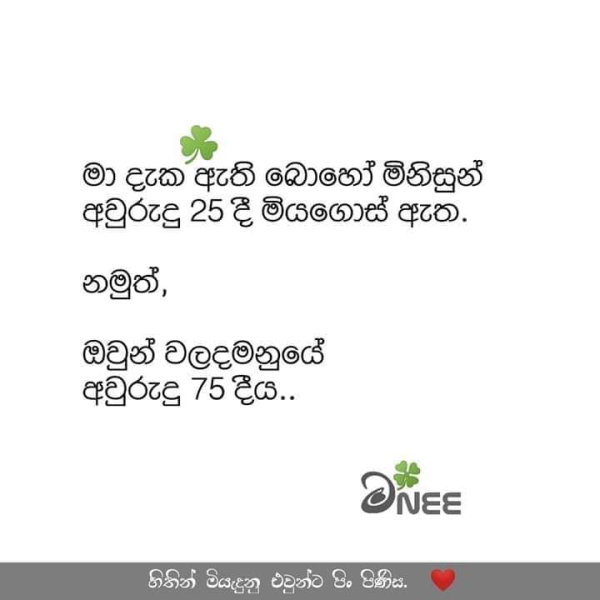 මා දැක ඇති බොහෝ මිනිසුන්
අවුරුදු 25 දී මියගොස් ඇත.
නමුත්,
ඔවුන් වලදමනුයේ
අවුරුදු 75 දීය..
මNEE
හිතින් මියැදුනු එවුන්ට පිං පිණිස.